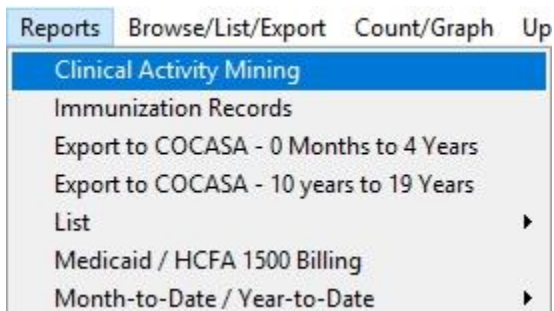 Reports Browse/List/Export Count/Graph Up
Clinical Activity Mining
Immunization Records
Export to COCASA - 0 Months to 4 Years
Export to COCASA - 10 years to 19 Years
List
Medicaid / HCFA 1500 Billing
Month-to-Date / Year-to-Date